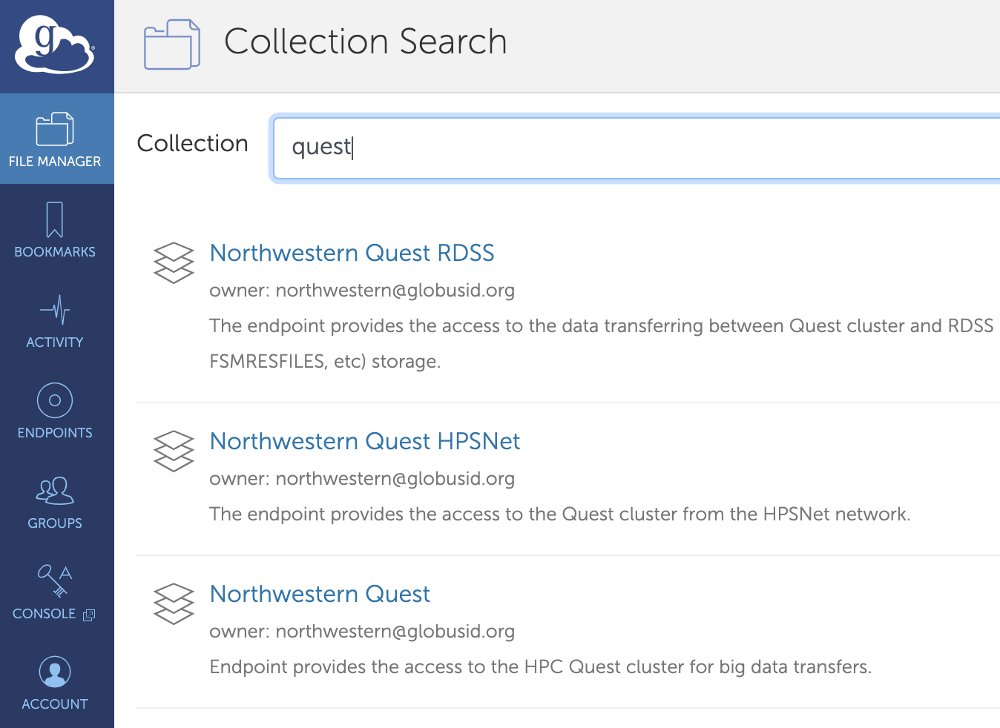 g
Collection Search
FILE MANAGER
BOOKMARKS
ACTIVITY
ENDPOINTS
GROUPS
CONSOLE
ACCOUNT
Collection
quest
Northwestern Quest RDSS
owner: northwestern@globusid.org
The endpoint provides the access to the data transferring between Quest cluster and RDSS
FSMRESFILES, etc) storage.
Northwestern Quest HPSNet
owner: northwestern@globusid.org
The endpoint provides the access to the Quest cluster from the HPSNet network.
Northwestern Quest
owner: northwestern@globusid.org
Endpoint provides the access to the HPC Quest cluster for big data transfers.